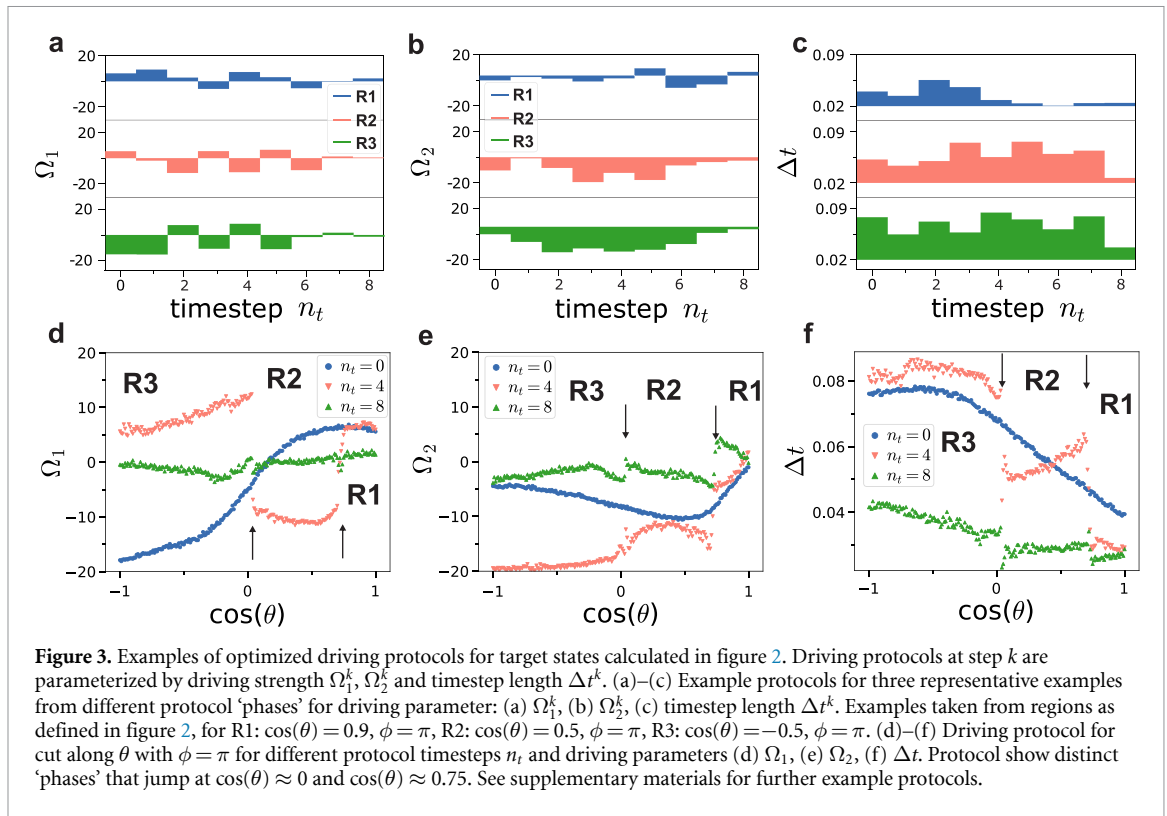 a
20
-20
20
-20
20
-20
Ω₁
R1
R2
R3
0 2 4 6 8
timestep nₜ
b
20
-20
20
-20
20
-20
Ω₂
R1
R2
R3
0 2 4 6 8
timestep nₜ
c
0.09
0.02
0.09
0.02
0.09
0.02
Δt
0 2 4 6 8
timestep nₜ
d
20
10
0
−10
−20
Ω₁
R3
R2
R1
nₜ = 0
nₜ = 4
nₜ = 8
-1 0 1
cos(θ)
e
20
10
0
−10
−20
Ω₂
nₜ = 0
nₜ = 4
nₜ = 8
R3
R2
R1
-1 0 1
cos(θ)
f
0.08
0.06
0.04
Δt
R2
R1
R3
nₜ = 0
nₜ = 4
nₜ = 8
-1 0 1
cos(θ)
Figure 3. Examples of optimized driving protocols for target states calculated in figure 2. Driving protocols at step k are
parameterized by driving strength Ω₁ᵏ, Ω₂ᵏ and timestep length Δtᵏ. (a)–(c) Example protocols for three representative examples
from different protocol ‘phases’ for driving parameter: (a) Ω₁ᵏ, (b) Ω₂ᵏ, (c) timestep length Δtᵏ. Examples taken from regions as
defined in figure 2, for R1: cos(θ) = 0.9, ϕ = π, R2: cos(θ) = 0.5, ϕ = π, R3: cos(θ) = −0.5, ϕ = π. (d)–(f) Driving protocol for
cut along θ with ϕ = π for different protocol timesteps nₜ and driving parameters (d) Ω₁, (e) Ω₂, (f) Δt. Protocol show distinct
‘phases’ that jump at cos(θ) ≈ 0 and cos(θ) ≈ 0.75. See supplementary materials for further example protocols.